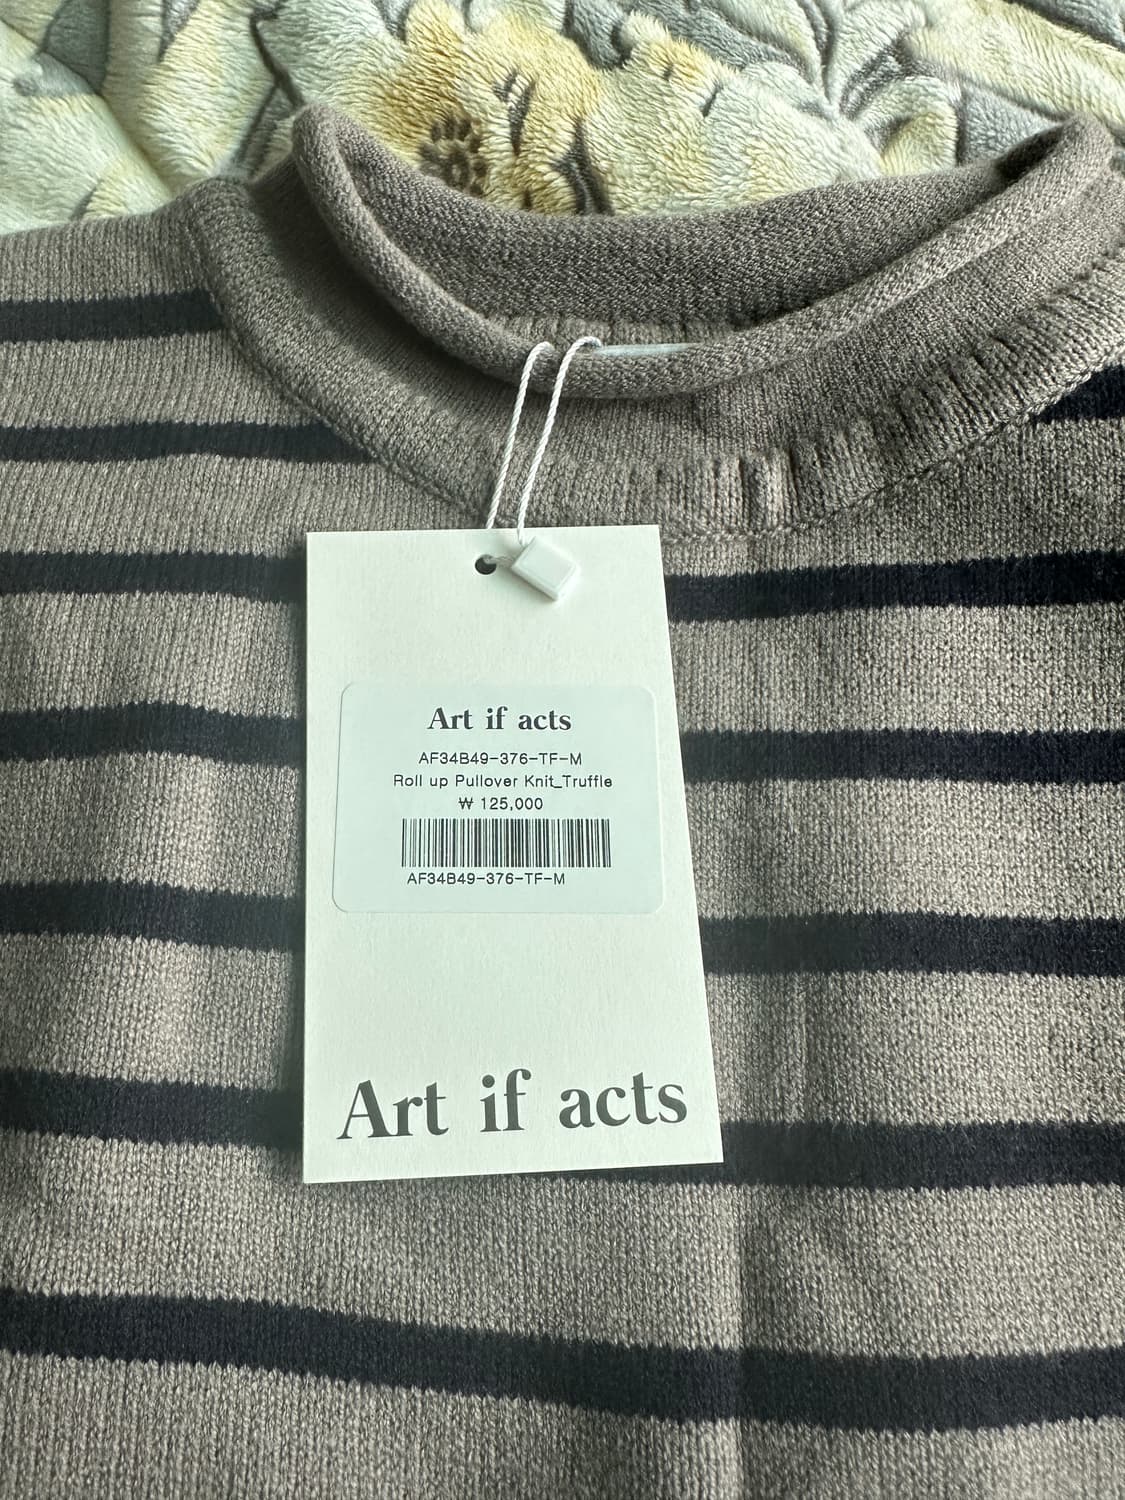 Art if acts
AF34B49-376-TF-M
Roll up Pullover Knit_Truffle
₩ 125,000
AF34B49-376-TF-M
Art if acts